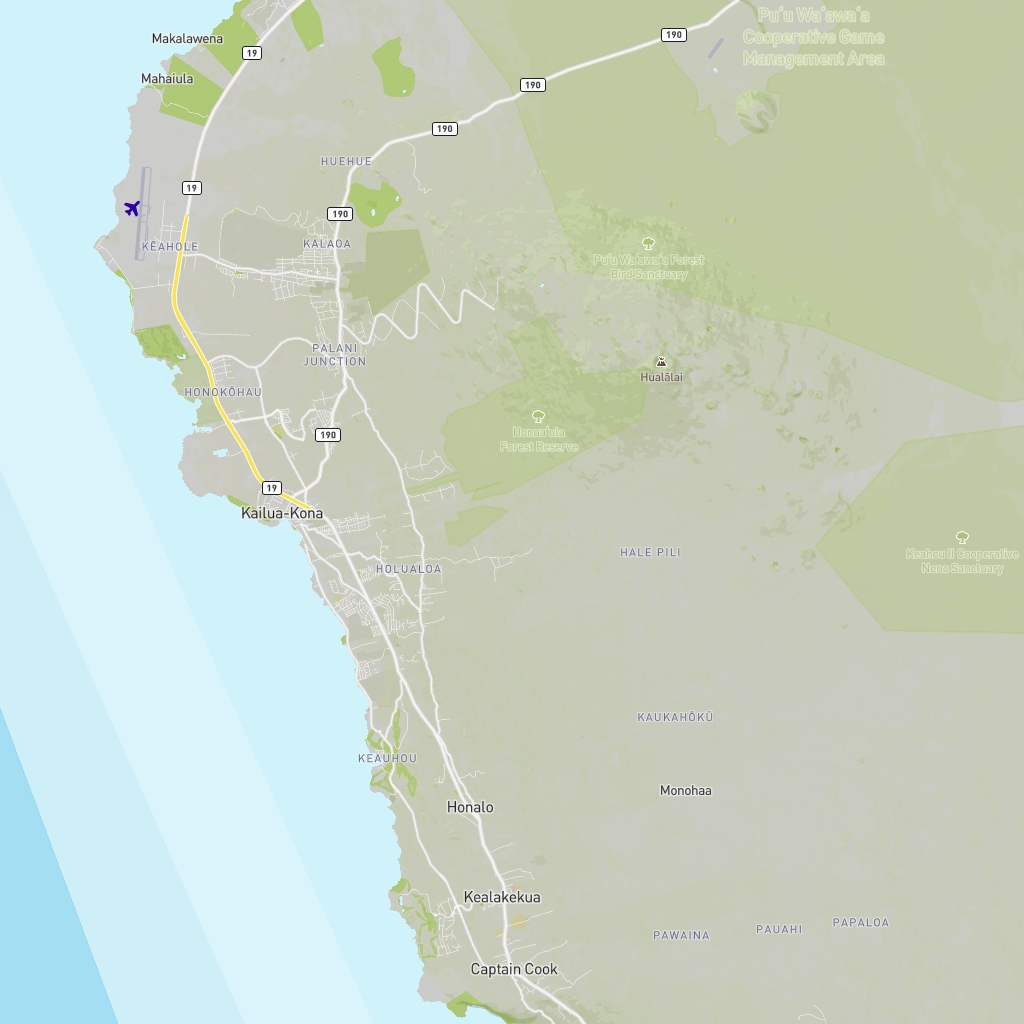 Puʻu Waʻawaʻa
Cooperative Game
Management Area
190
Makalawena
19
Mahaiula
190
190
HUEHUE
19
190
KĒAHOLE
KALAOA
Puʻu Waʻawaʻa Forest
Bird Sanctuary
PALANI
JUNCTION
Hualālai
HONOKŌHAU
190
Honuaʻula
Forest Reserve
19
Kailua-Kona
HALE PILI
Keahou II Cooperative
Nene Sanctuary
HOLUALOA
KAUKAHŌKŪ
KEAUHOU
Monohaa
Honalo
Kealakekua
PAPALOA
PAUAHI
PAWAINA
Captain Cook